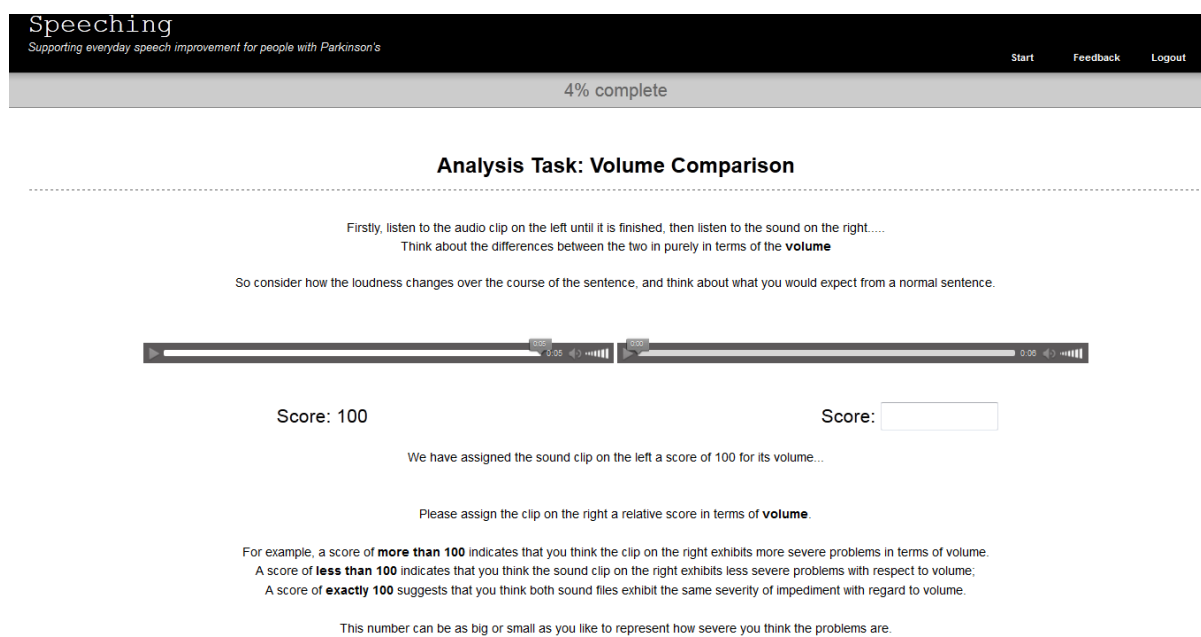 Speeching
Supporting everyday speech improvement for people with Parkinson's
Start Feedback Logout
4% complete
Analysis Task: Volume Comparison
Firstly, listen to the audio clip on the left until it is finished, then listen to the sound on the right.....
Think about the differences between the two in purely in terms of the volume
So consider how the loudness changes over the course of the sentence, and think about what you would expect from a normal sentence.
0:05 0:05 0:00 0:06
Score: 100 Score:
We have assigned the sound clip on the left a score of 100 for its volume...
Please assign the clip on the right a relative score in terms of volume.
For example, a score of more than 100 indicates that you think the clip on the right exhibits more severe problems in terms of volume.
A score of less than 100 indicates that you think the sound clip on the right exhibits less severe problems with respect to volume;
A score of exactly 100 suggests that you think both sound files exhibit the same severity of impediment with regard to volume.
This number can be as big or small as you like to represent how severe you think the problems are.